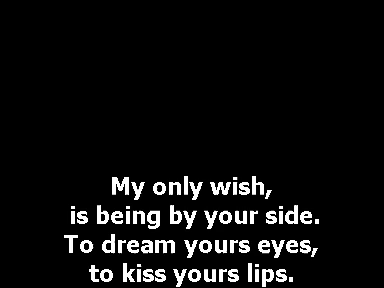 My only wish,
is being by your side.
To dream yours eyes,
to kiss yours lips.